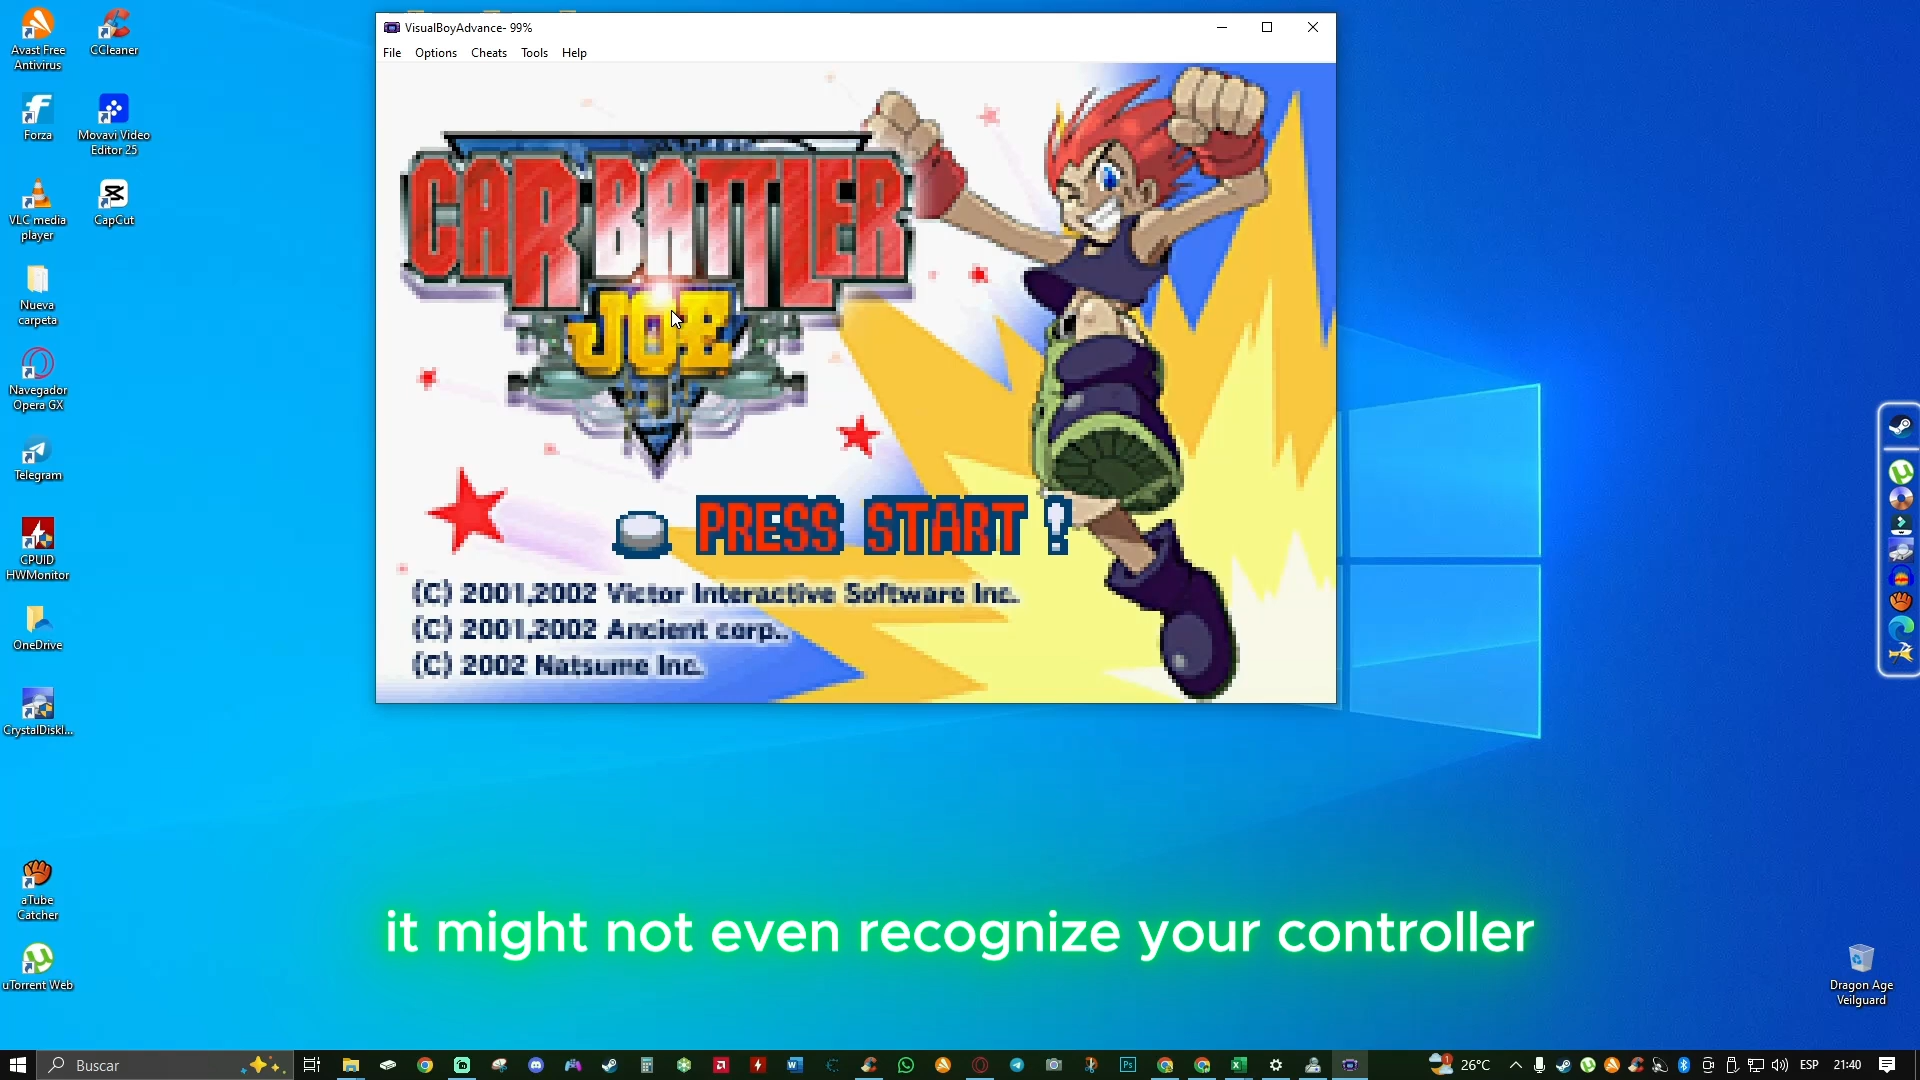 VisualBoyAdvance- 99%
File Options Cheats Tools Help
CAR BATTLER
JOE
PRESS START !
(C) 2001,2002 Victor Interactive Software Inc.
(C) 2001,2002 Ancient corp..
(C) 2002 Natsume Inc.
Avast Free
Antivirus
CCleaner
Forza
Movavi Video
Editor 25
VLC media
player
CapCut
Nueva
carpeta
Navegador
Opera GX
Telegram
CPUID
HWMonitor
OneDrive
CrystalDiskI...
aTube
Catcher
uTorrent Web
it might not even recognize your controller
Dragon Age
Veilguard
Buscar
26°C
ESP
21:40